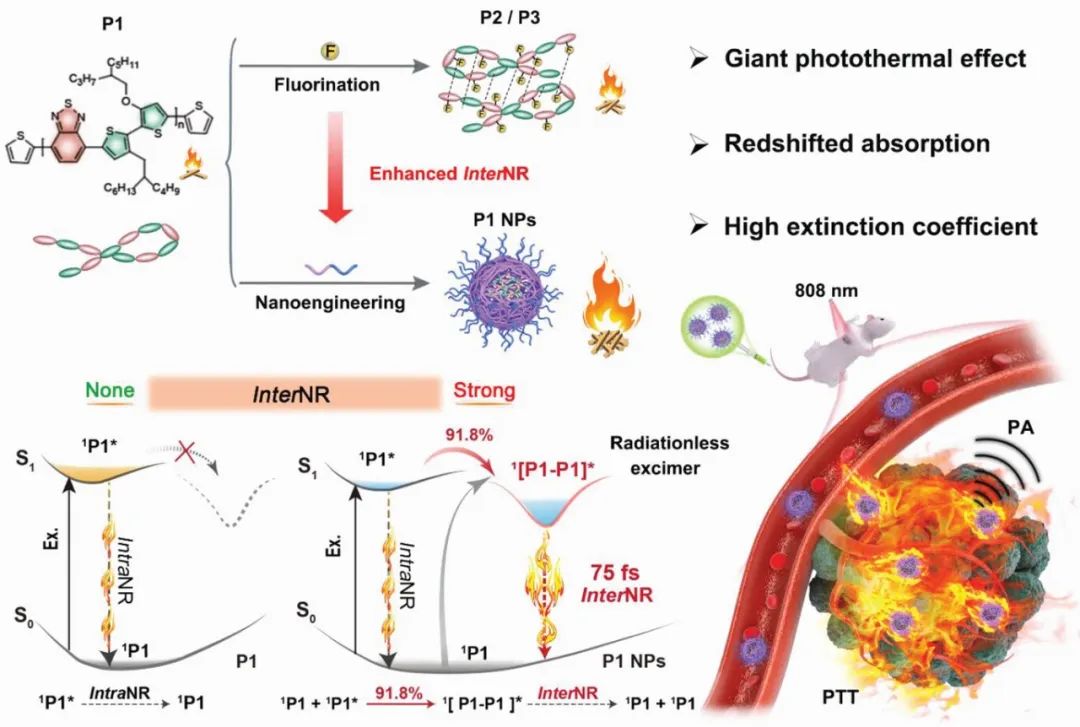 P1
C₅H₁₁
C₃H₇
O
S
S
N
N
S
S
S
S
n
C₆H₁₃
C₄H₉
F
Fluorination
P2 / P3
F
F
F
F
F
F
F
F
F
F
Enhanced InterNR
P1 NPs
Nanoengineering
➢ Giant photothermal effect
➢ Redshifted absorption
➢ High extinction coefficient
808 nm
None
InterNR
Strong
¹P1*
S₁
Ex.
IntraNR
S₀
¹P1
P1
¹P1*
IntraNR
¹P1
91.8%
¹P1*
S₁
¹[P1-P1]*
Radiationless
excimer
Ex.
IntraNR
75 fs
InterNR
S₀
¹P1
P1 NPs
¹P1 + ¹P1*
91.8%
¹[ P1-P1 ]*
InterNR
¹P1 + ¹P1
PA
PTT